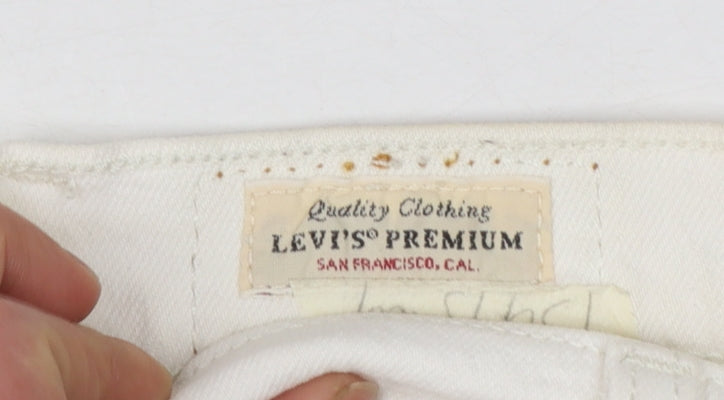 Quality Clothing
LEVI'S® PREMIUM
SAN FRANCISCO, CAL.